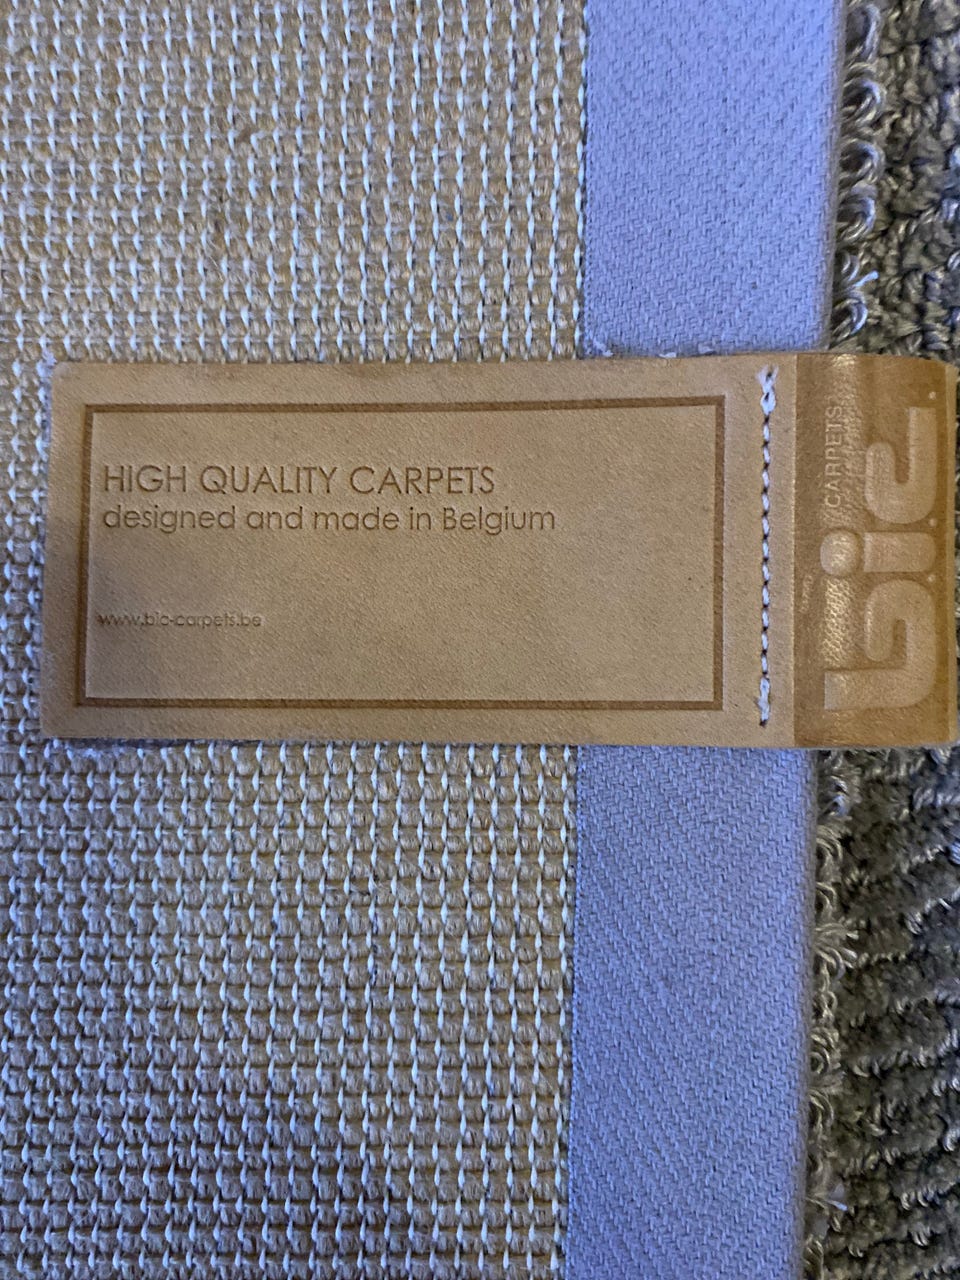 HIGH QUALITY CARPETS
designed and made in Belgium
www.bic-carpets.be
bic.
CARPETS